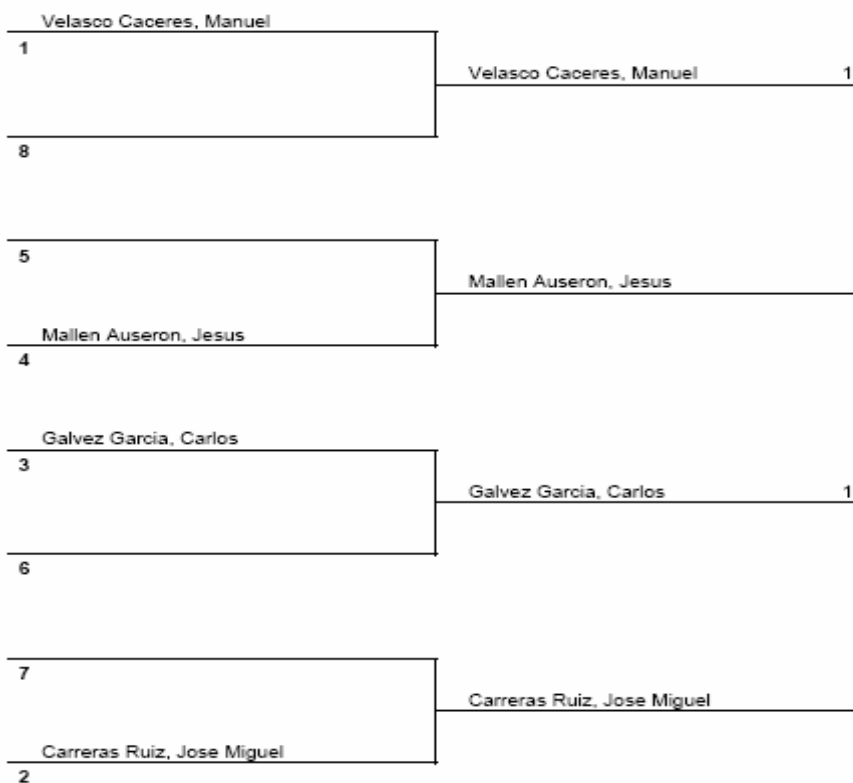 Velasco Caceres, Manuel
1
Velasco Caceres, Manuel 1
8
5
Mallen Auseron, Jesus
Mallen Auseron, Jesus
4
Galvez Garcia, Carlos
3
Galvez Garcia, Carlos 1
6
7
Carreras Ruiz, Jose Miguel
Carreras Ruiz, Jose Miguel
2